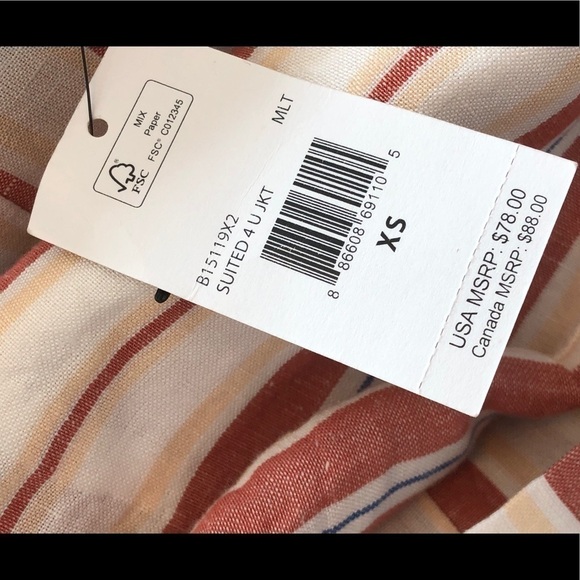 MIX
Paper
FSC® C012345
® FSC
MLT
B15119X2
SUITED 4 U JKT
8 86608 69110 5
XS
USA MSRP: $78.00
Canada MSRP: $88.00